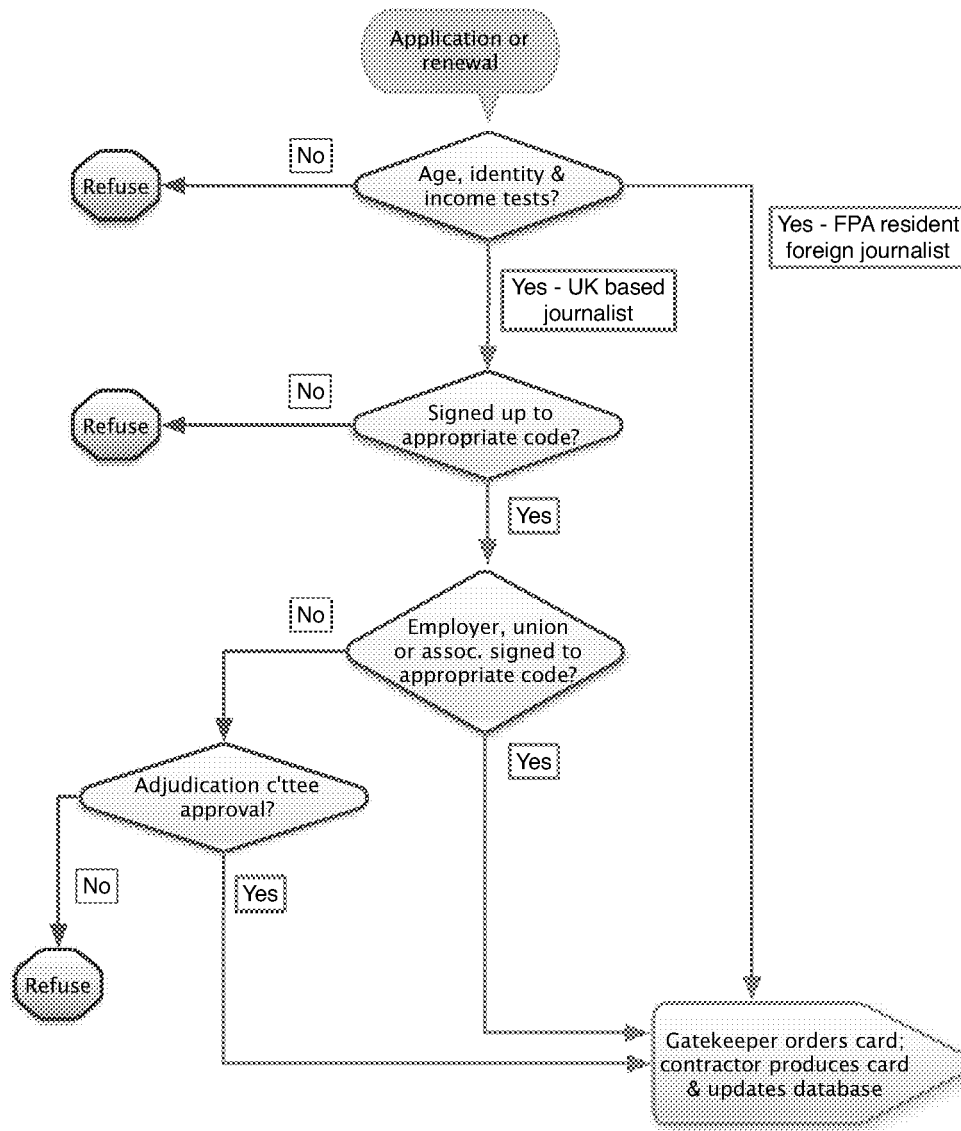 Application or
renewal
No
Refuse
Age, identity &
income tests?
Yes - FPA resident
foreign journalist
Yes - UK based
journalist
No
Refuse
Signed up to
appropriate code?
Yes
No
Employer, union
or assoc. signed to
appropriate code?
Yes
Adjudication c'ttee
approval?
No
Yes
Refuse
Gatekeeper orders card;
contractor produces card
& updates database